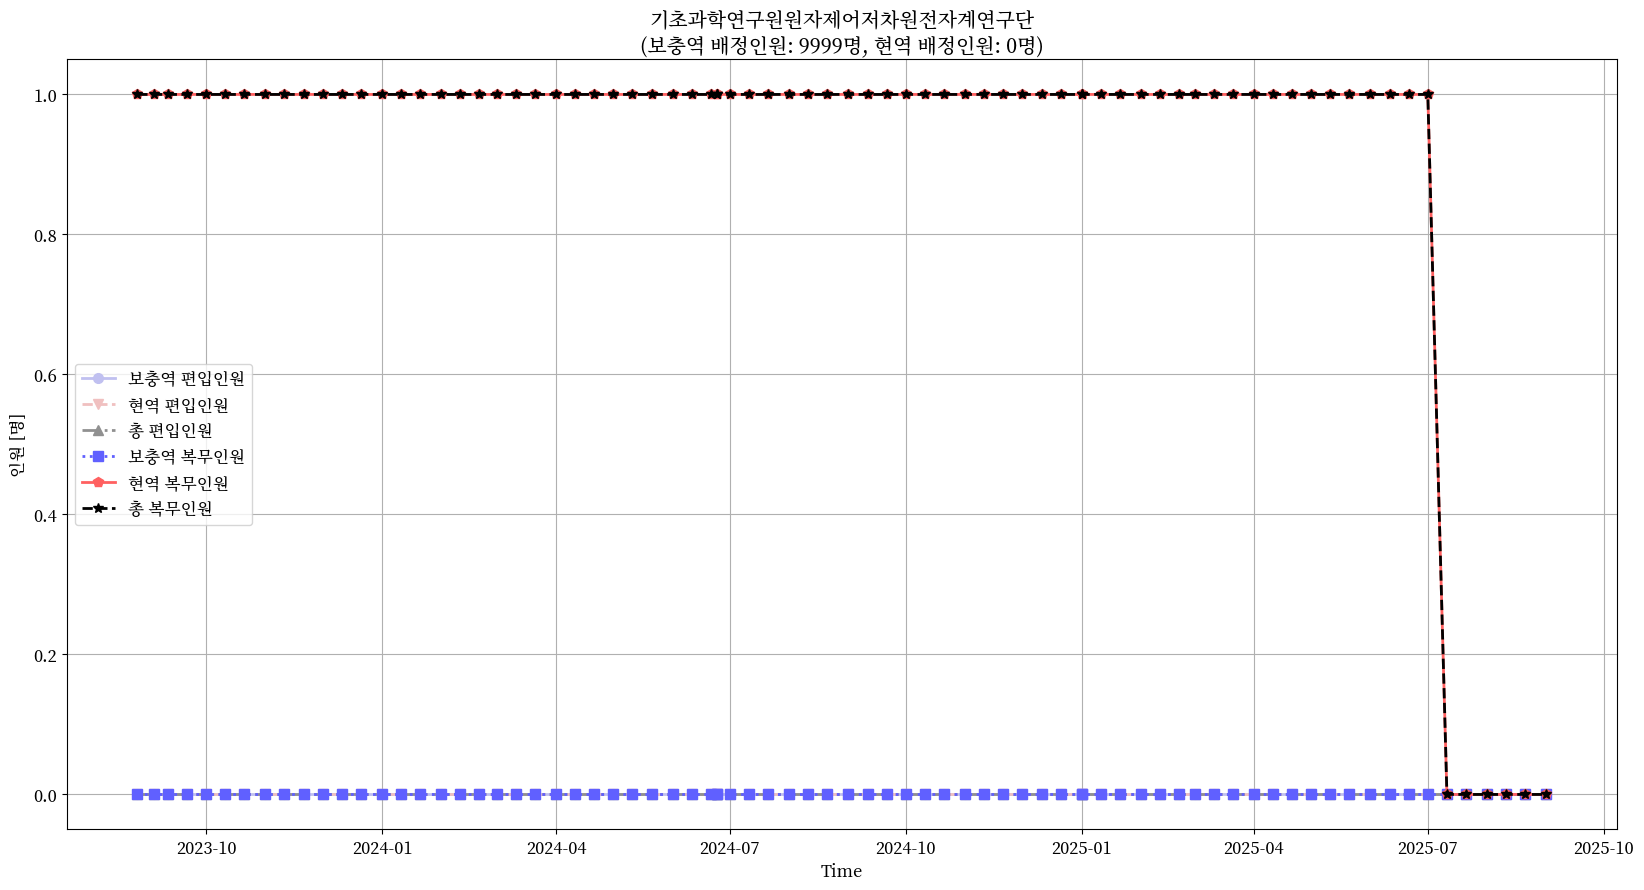 기초과학연구원원자제어저차원전자계연구단
(보충역 배정인원: 9999명, 현역 배정인원: 0명)
1.0
0.8
0.6
0.4
0.2
0.0
인원 [명]
보충역 편입인원
현역 편입인원
총 편입인원
보충역 복무인원
현역 복무인원
총 복무인원
2023-10
2024-01
2024-04
2024-07
2024-10
2025-01
2025-04
2025-07
2025-10
Time